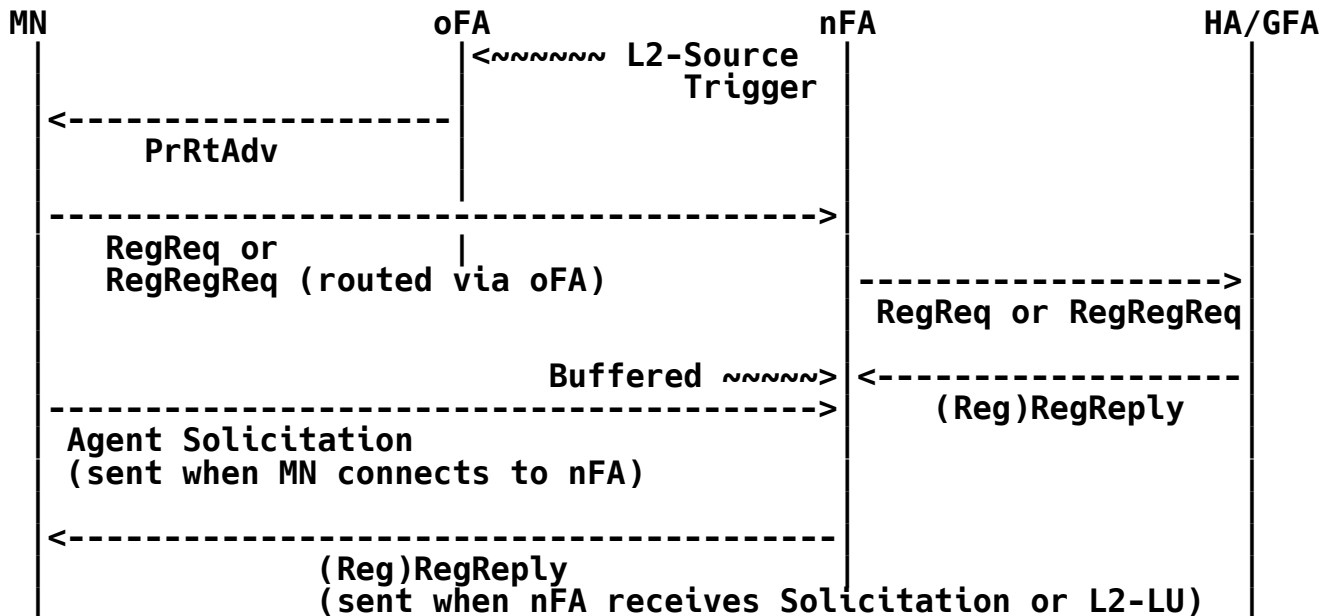 MN oFA nFA HA/GFA
<~~~~~~ L2-Source
Trigger
<---------------------
PrRtAdv
---------------------------------------->
RegReq or
RegRegReq (routed via oFA) ------------------->
RegReq or RegRegReq
Buffered ~~~~~> <-------------------
----------------------------------------> (Reg)RegReply
Agent Solicitation
(sent when MN connects to nFA)
<----------------------------------------
(Reg)RegReply
(sent when nFA receives Solicitation or L2-LU)